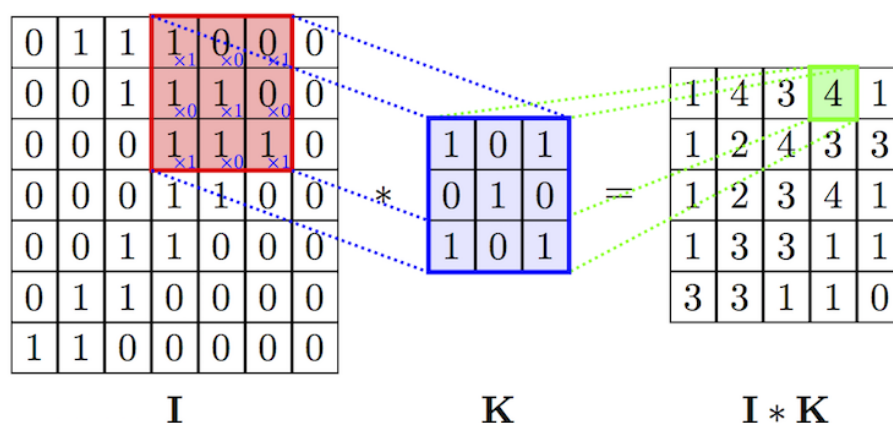 0 1 1 1×1 0×0 0×1 0
0 0 1 1×0 1×1 0×0 0
0 0 0 1×1 1×0 1×1 0
0 0 0 1 1 0 0
0 0 1 1 0 0 0
0 1 1 0 0 0 0
1 1 0 0 0 0 0
I
*
1 0 1
0 1 0
1 0 1
K
=
1 4 3 4 1
1 2 4 3 3
1 2 3 4 1
1 3 3 1 1
3 3 1 1 0
I * K